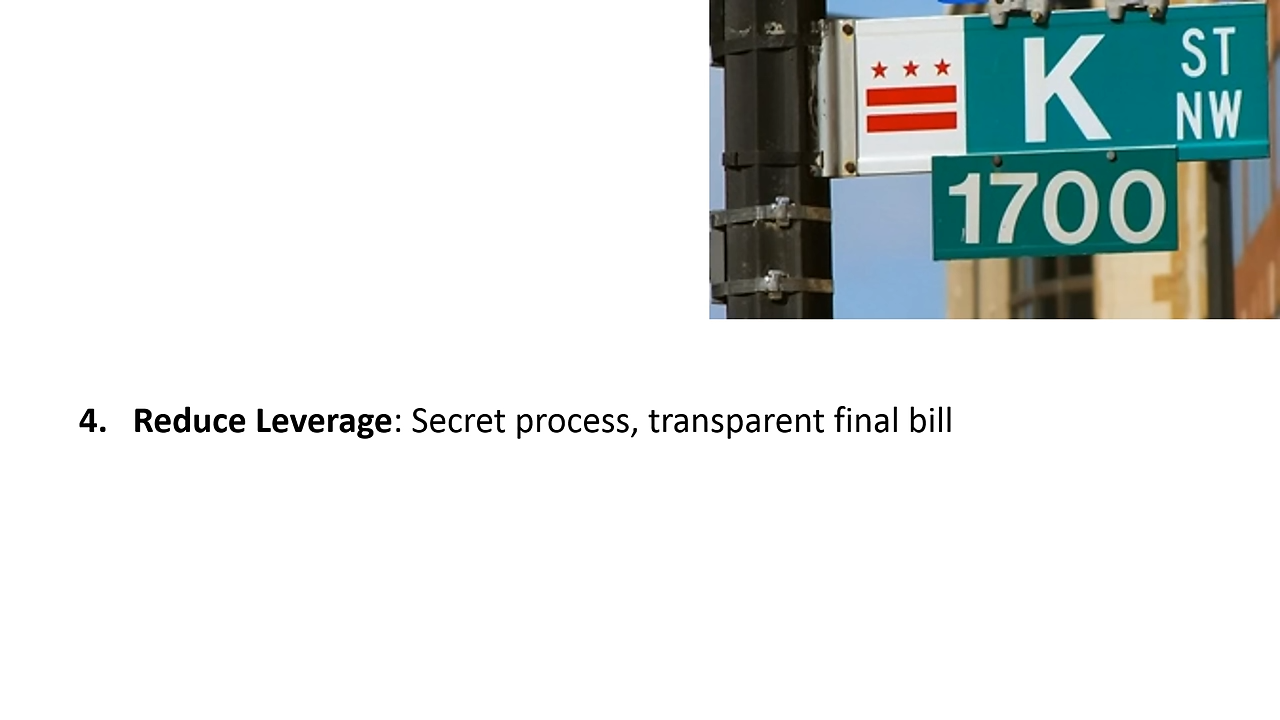 K ST NW
1700
4. Reduce Leverage: Secret process, transparent final bill